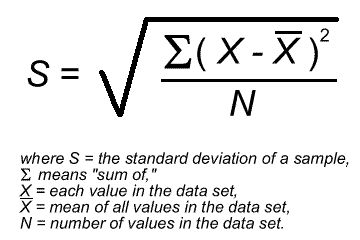 S = √( Σ( X - X̅ )² / N )
where S = the standard deviation of a sample,
Σ means "sum of,"
X = each value in the data set,
X̅ = mean of all values in the data set,
N = number of values in the data set.